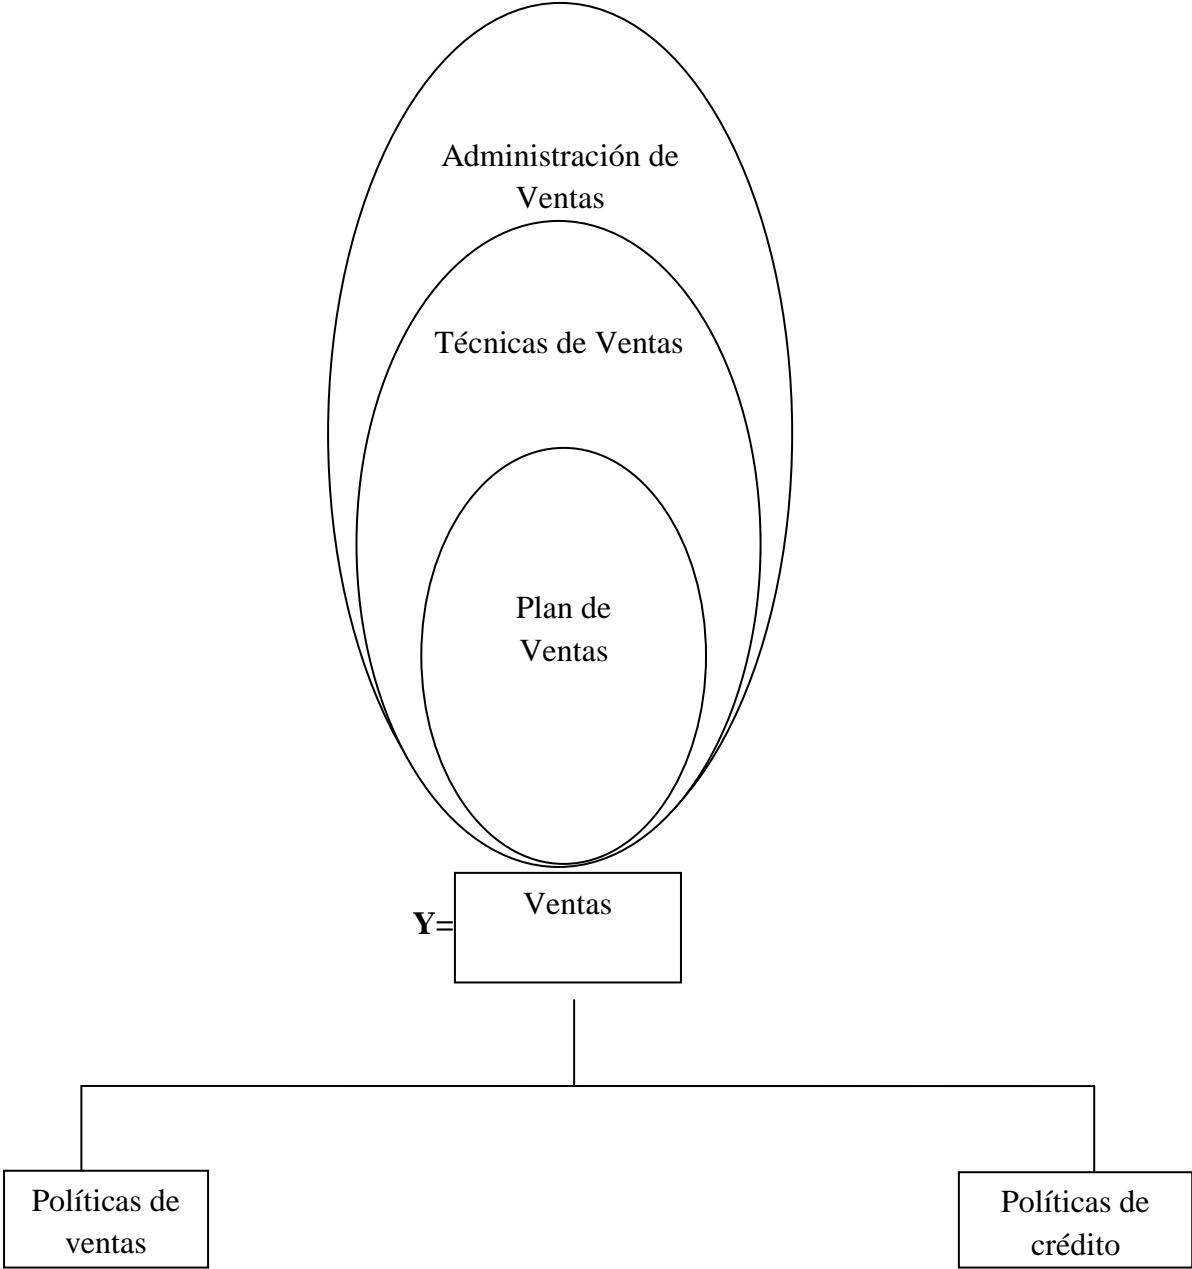 Administración de
Ventas
Técnicas de Ventas
Plan de
Ventas
Ventas
Y=
Políticas de
ventas
Políticas de
crédito